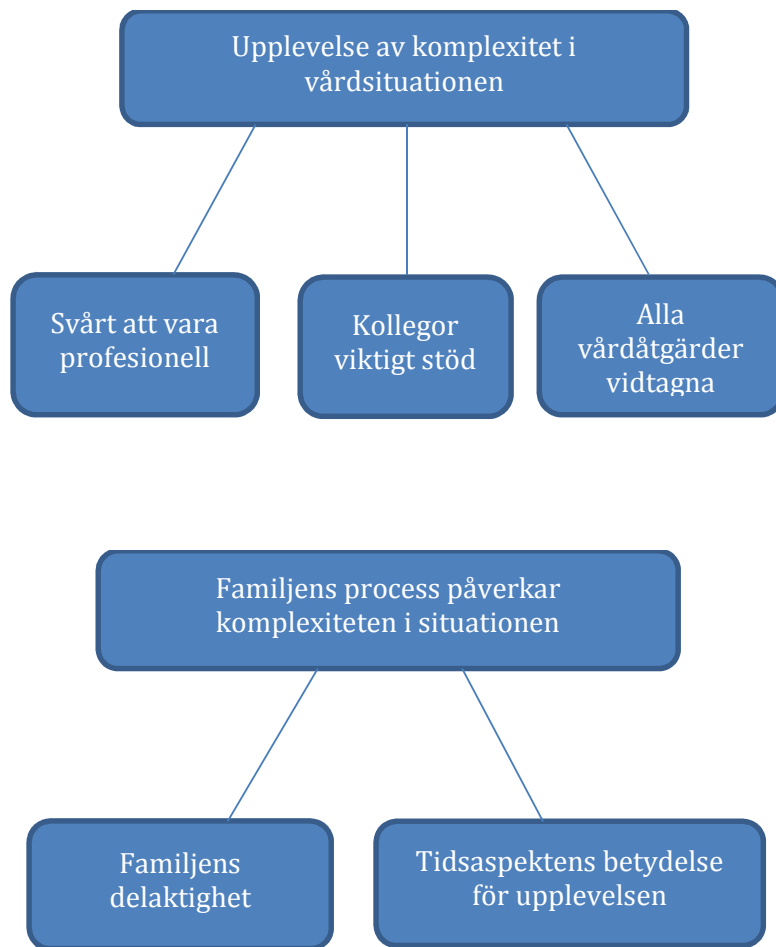 Upplevelse av komplexitet i
vårdsituationen
Svårt att vara
profesionell
Kollegor
viktigt stöd
Alla
vårdåtgärder
vidtagna
Familjens process påverkar
komplexiteten i situationen
Familjens
delaktighet
Tidsaspektens betydelse
för upplevelsen